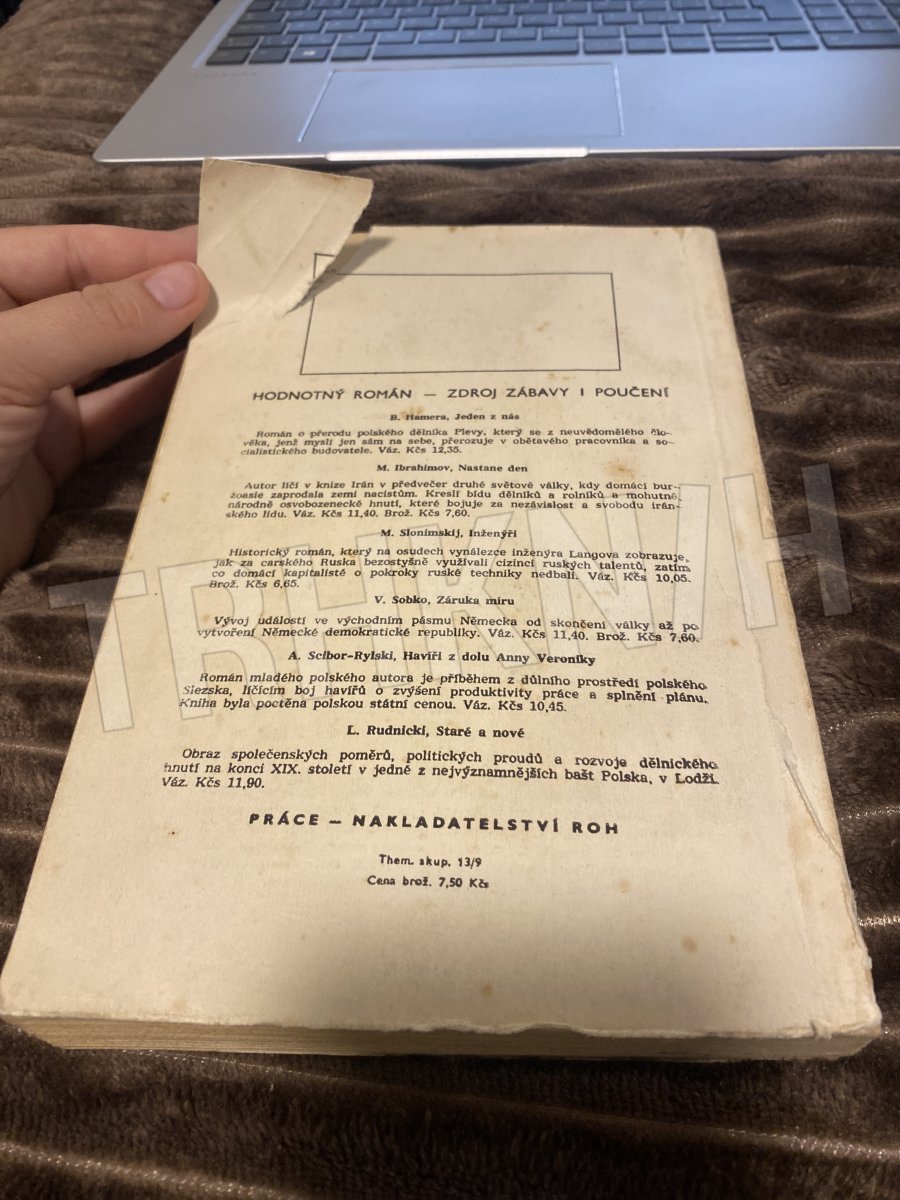 HODNOTNÝ ROMÁN — ZDROJ ZÁBAVY I POUČENÍ
B. Hamera, Jeden z nás
Román o přerodu polského dělníka Plevy, který se z neuvědomělého člo-
věka, jenž myslí jen sám na sebe, přerozuje v obětavého pracovníka a so-
cialistického budovatele. Váz. Kčs 12,35.
M. Ibrahimov, Nastane den
Autor líčí v knize Irán v předvečer druhé světové války, kdy domácí bur-
žoasie zaprodala zemi nacistům. Kreslí bídu dělníků a rolníků a mohutné
národně osvobozenecké hnutí, které bojuje za nezávislost a svobodu írán-
ského lidu. Váz. Kčs 11,40. Brož. Kčs 7,60.
M. Slonimskij, Inženýři
Historický román, který na osudech vynálezce inženýra Langova zobrazuje,
jak za carského Ruska bezostyšně využívali cizinci ruských talentů, zatím
co domácí kapitalisté o pokroky ruské techniky nedbali. Váz. Kčs 10,05.
Brož. Kčs 6,65.
V. Sobko, Záruka míru
Vývoj událostí ve východním pásmu Německa od skončení války až po
vytvoření Německé demokratické republiky. Váz. Kčs 11,40. Brož. Kčs 7,60.
A. Scibor-Rylski, Havíři z dolu Anny Veroniky
Román mladého polského autora je příběhem z důlního prostředí polského
Slezska, líčícím boj havířů o zvýšení produktivity práce a splnění plánu.
Kniha byla poctěna polskou státní cenou. Váz. Kčs 10,45.
L. Rudnicki, Staré a nové
Obraz společenských poměrů, politických proudů a rozvoje dělnického
hnutí na konci XIX. století v jedné z nejvýznamnějších bašt Polska, v Lodži.
Váz. Kčs 11,90.
PRÁCE — NAKLADATELSTVÍ ROH
Them. skup. 13/9
Cena brož. 7,50 Kčs
TRHKNIH